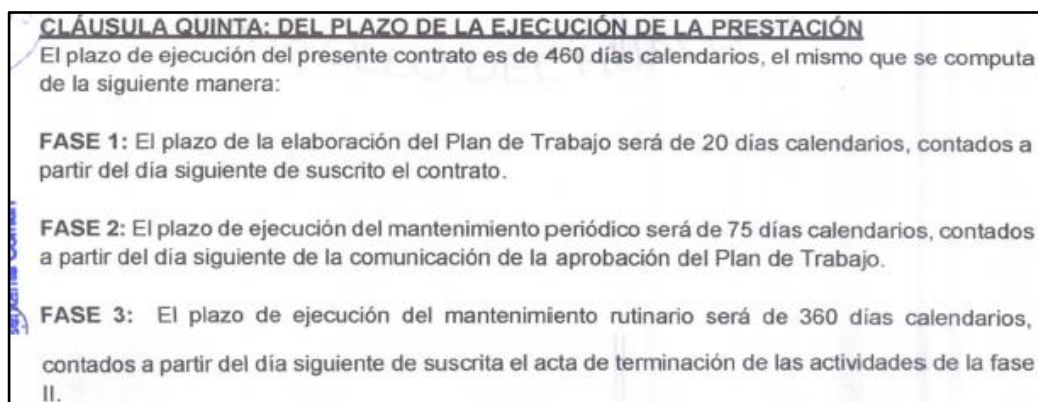 CLÁUSULA QUINTA: DEL PLAZO DE LA EJECUCIÓN DE LA PRESTACIÓN
El plazo de ejecución del presente contrato es de 460 días calendarios, el mismo que se computa
de la siguiente manera:
FASE 1: El plazo de la elaboración del Plan de Trabajo será de 20 días calendarios, contados a
partir del día siguiente de suscrito el contrato.
FASE 2: El plazo de ejecución del mantenimiento periódico será de 75 días calendarios, contados
a partir del día siguiente de la comunicación de la aprobación del Plan de Trabajo.
FASE 3: El plazo de ejecución del mantenimiento rutinario será de 360 días calendarios,
contados a partir del día siguiente de suscrita el acta de terminación de las actividades de la fase
II.